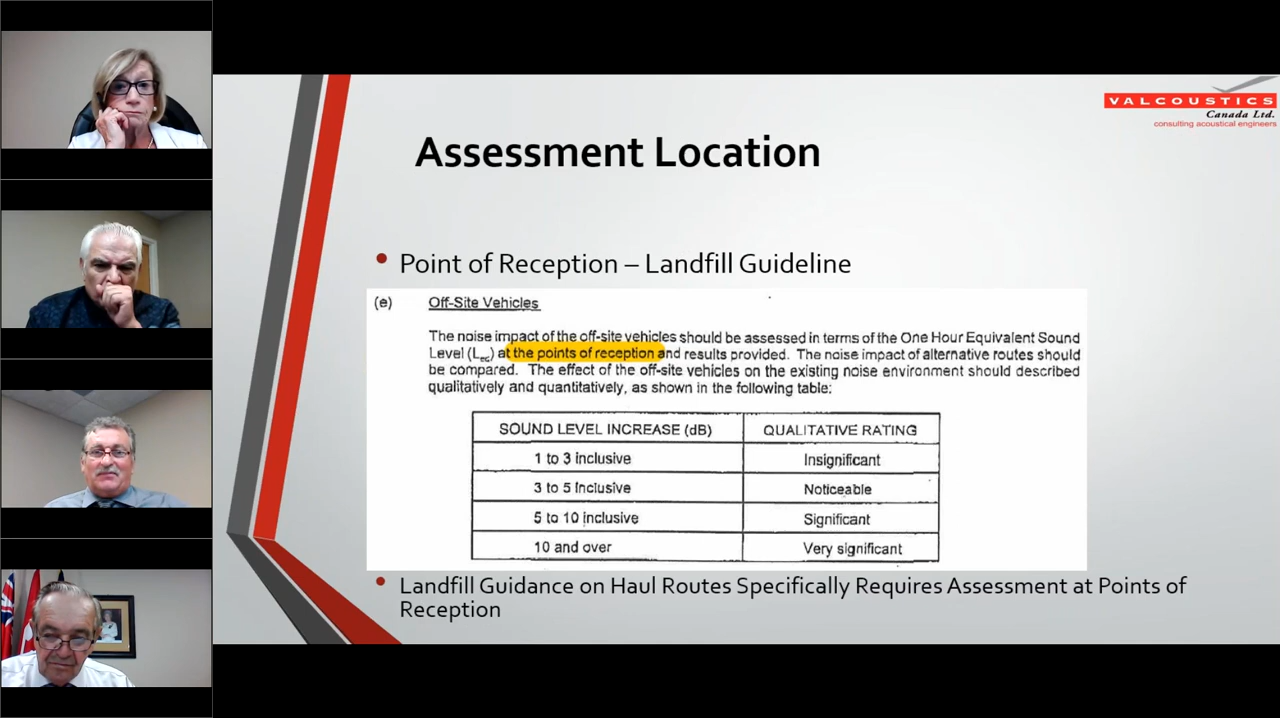 VALCOUSTICS
Canada Ltd.
consulting acoustical engineers
Assessment Location
Point of Reception – Landfill Guideline
(e) Off-Site Vehicles
The noise impact of the off-site vehicles should be assessed in terms of the One Hour Equivalent Sound
Level (Leq) at the points of reception and results provided. The noise impact of alternative routes should
be compared. The effect of the off-site vehicles on the existing noise environment should described
qualitatively and quantitatively, as shown in the following table:
SOUND LEVEL INCREASE (dB) QUALITATIVE RATING
1 to 3 inclusive Insignificant
3 to 5 inclusive Noticeable
5 to 10 inclusive Significant
10 and over Very significant
Landfill Guidance on Haul Routes Specifically Requires Assessment at Points of
Reception